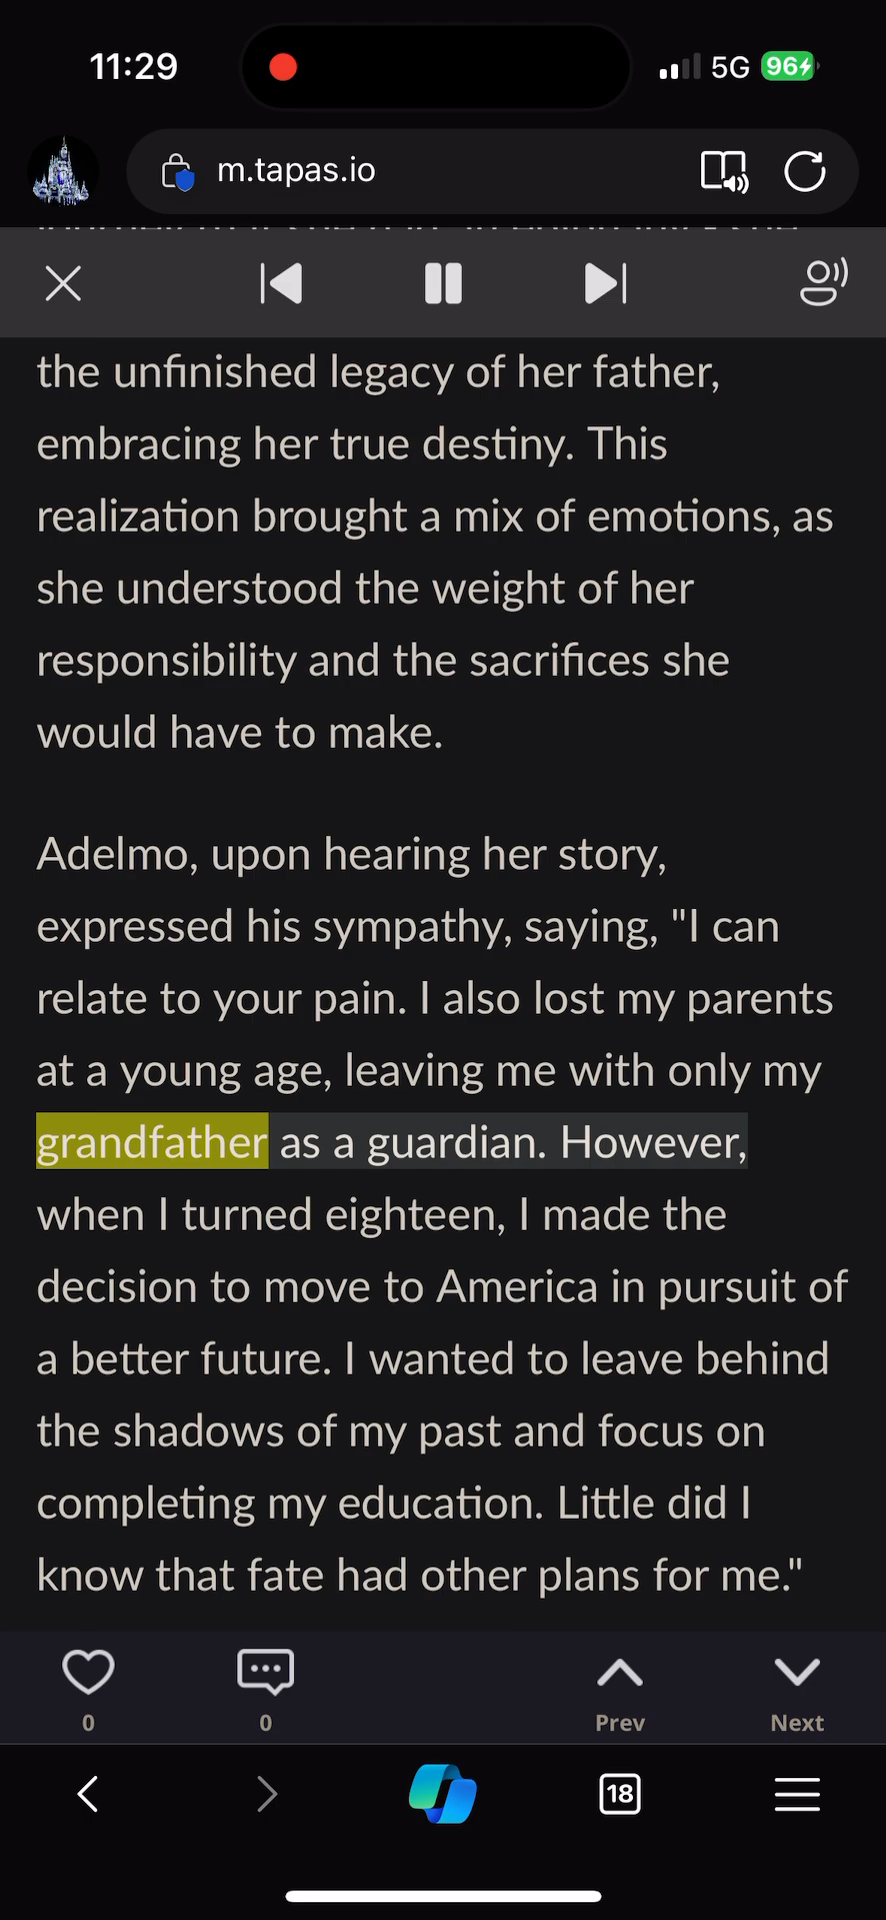 11:29
5G
96
m.tapas.io
the unfinished legacy of her father,
embracing her true destiny. This
realization brought a mix of emotions, as
she understood the weight of her
responsibility and the sacrifices she
would have to make.
Adelmo, upon hearing her story,
expressed his sympathy, saying, "I can
relate to your pain. I also lost my parents
at a young age, leaving me with only my
grandfather as a guardian. However,
when I turned eighteen, I made the
decision to move to America in pursuit of
a better future. I wanted to leave behind
the shadows of my past and focus on
completing my education. Little did I
know that fate had other plans for me."
0
0
Prev
Next
18